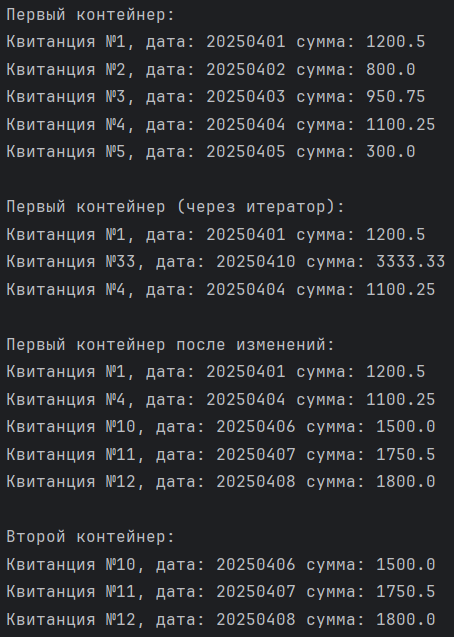 Первый контейнер:
Квитанция №1, дата: 20250401 сумма: 1200.5
Квитанция №2, дата: 20250402 сумма: 800.0
Квитанция №3, дата: 20250403 сумма: 950.75
Квитанция №4, дата: 20250404 сумма: 1100.25
Квитанция №5, дата: 20250405 сумма: 300.0

Первый контейнер (через итератор):
Квитанция №1, дата: 20250401 сумма: 1200.5
Квитанция №33, дата: 20250410 сумма: 3333.33
Квитанция №4, дата: 20250404 сумма: 1100.25

Первый контейнер после изменений:
Квитанция №1, дата: 20250401 сумма: 1200.5
Квитанция №4, дата: 20250404 сумма: 1100.25
Квитанция №10, дата: 20250406 сумма: 1500.0
Квитанция №11, дата: 20250407 сумма: 1750.5
Квитанция №12, дата: 20250408 сумма: 1800.0

Второй контейнер:
Квитанция №10, дата: 20250406 сумма: 1500.0
Квитанция №11, дата: 20250407 сумма: 1750.5
Квитанция №12, дата: 20250408 сумма: 1800.0